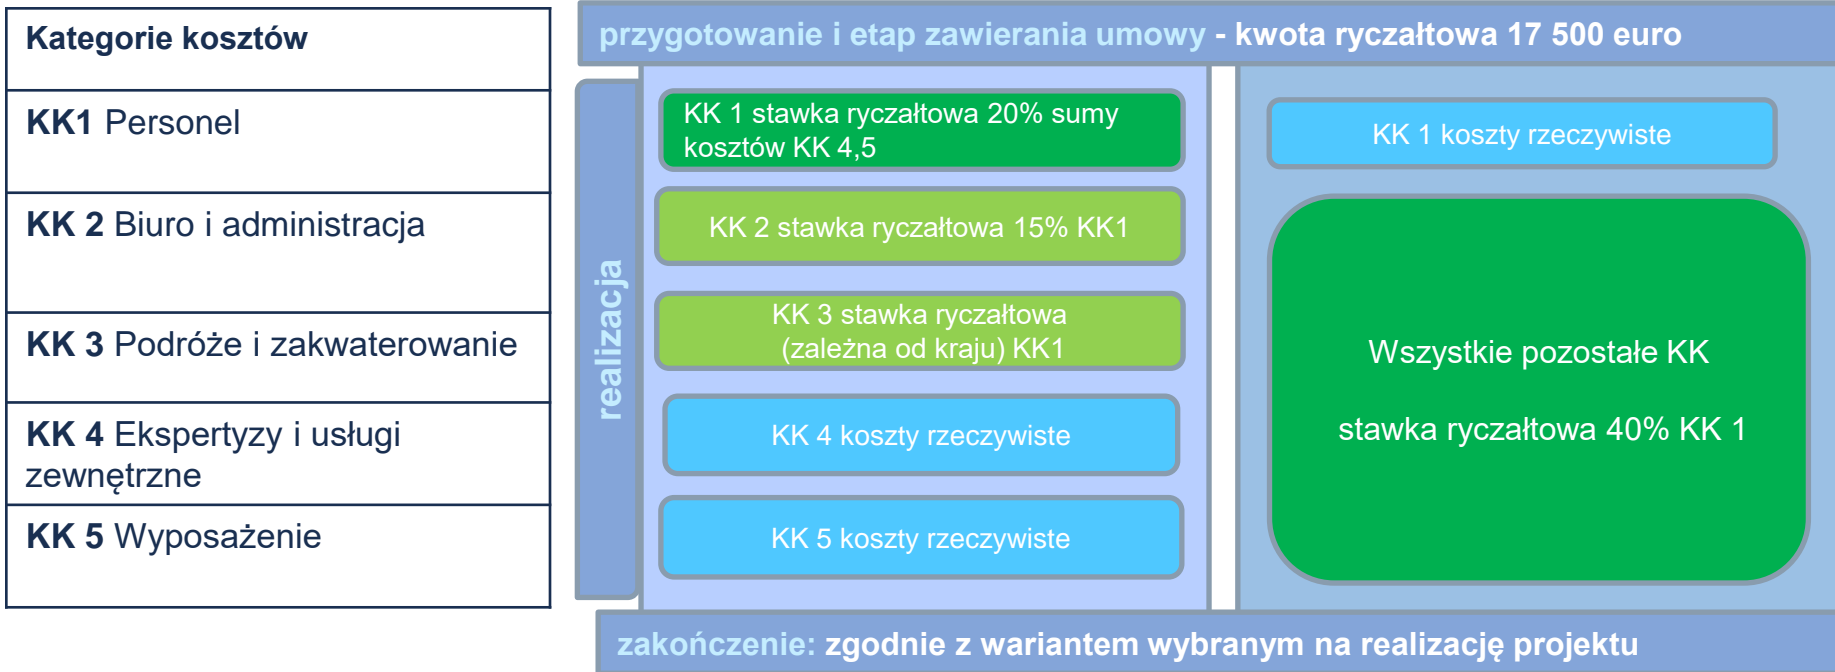 Kategorie kosztów
KK1 Personel
KK 2 Biuro i administracja
KK 3 Podróże i zakwaterowanie
KK 4 Ekspertyzy i usługi
zewnętrzne
KK 5 Wyposażenie
przygotowanie i etap zawierania umowy - kwota ryczałtowa 17 500 euro
realizacja
KK 1 stawka ryczałtowa 20% sumy
kosztów KK 4,5
KK 2 stawka ryczałtowa 15% KK1
KK 3 stawka ryczałtowa
(zależna od kraju) KK1
KK 4 koszty rzeczywiste
KK 5 koszty rzeczywiste
KK 1 koszty rzeczywiste
Wszystkie pozostałe KK
stawka ryczałtowa 40% KK 1
zakończenie: zgodnie z wariantem wybranym na realizację projektu